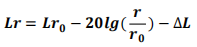 Lr = Lr₀ − 20lg(r/r₀) − ΔL